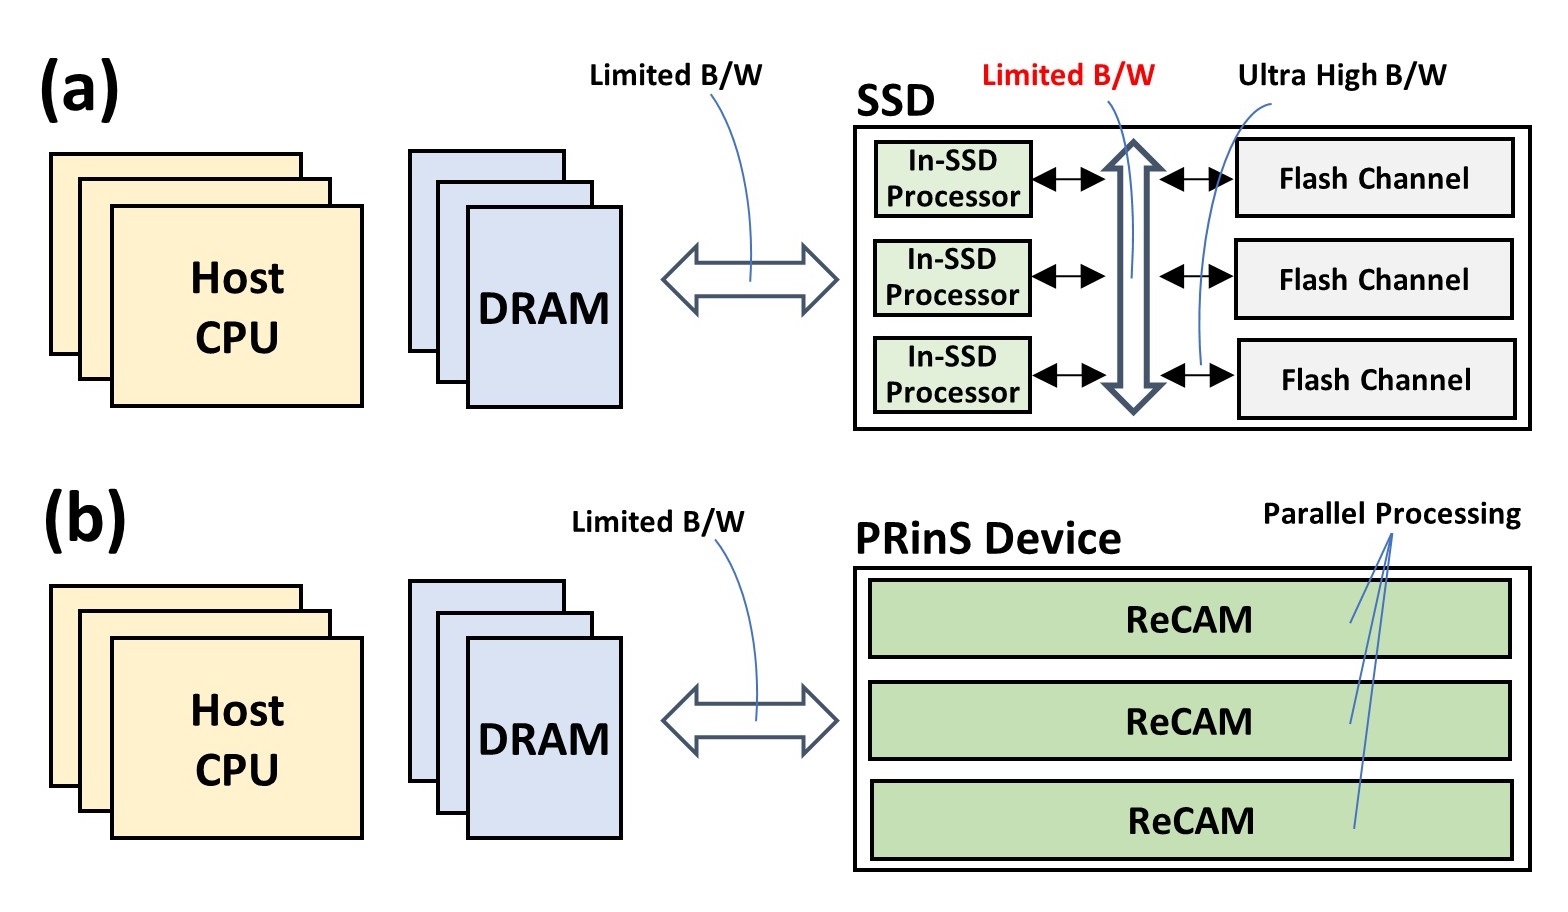 (a)
Limited B/W
Limited B/W
Ultra High B/W
SSD
Host
CPU
DRAM
In-SSD
Processor
Flash Channel
In-SSD
Processor
Flash Channel
In-SSD
Processor
Flash Channel
(b)
Limited B/W
PRinS Device
Parallel Processing
Host
CPU
DRAM
ReCAM
ReCAM
ReCAM